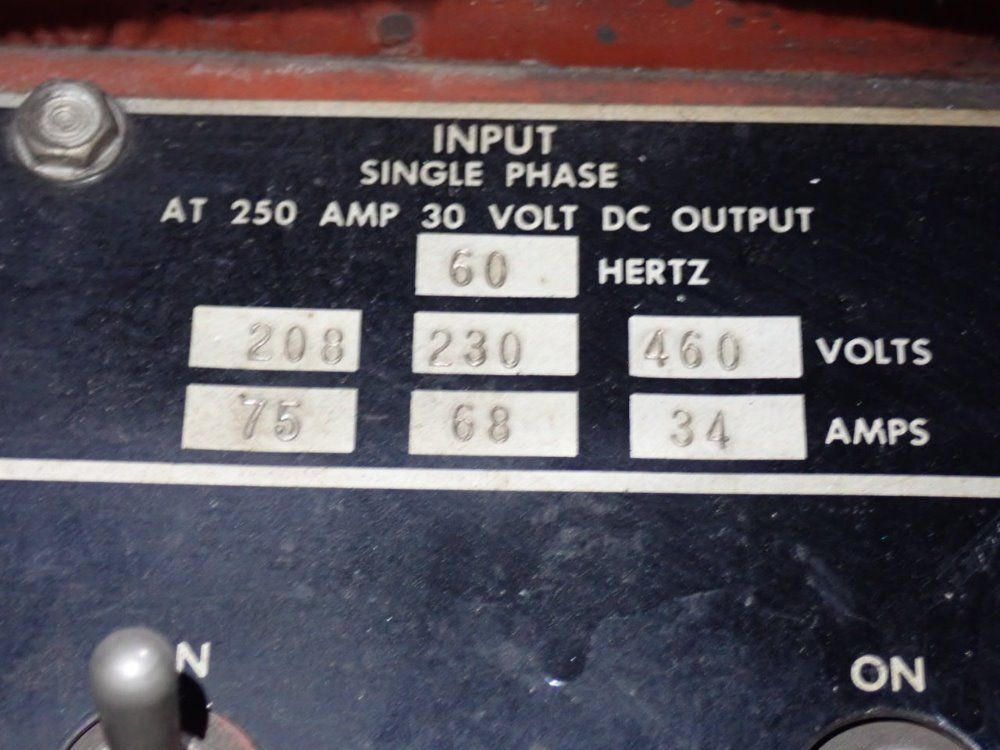 INPUT
SINGLE PHASE
AT 250 AMP 30 VOLT DC OUTPUT
60 HERTZ
208 230 460 VOLTS
75 68 34 AMPS
ON